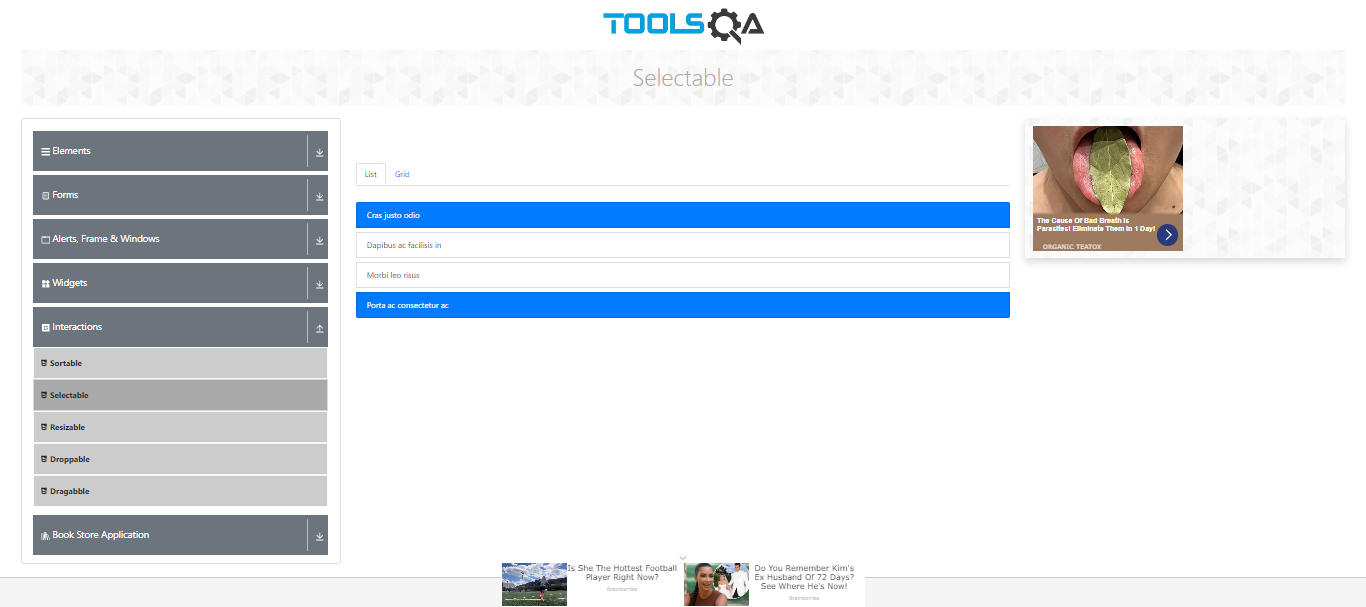 TOOLSQA
Selectable
Elements
Forms
Alerts, Frame & Windows
Widgets
Interactions
Sortable
Selectable
Resizable
Droppable
Dragabble
Book Store Application
List
Grid
Cras justo odio
Dapibus ac facilisis in
Morbi leo risus
Porta ac consectetur ac
The Cause Of Bad Breath Is
Parasites! Eliminate Them In 1 Day!
ORGANIC TEATOX
Is She The Hottest Football
Player Right Now?
Brainberries
Do You Remember Kim's
Ex Husband Of 72 Days?
See Where He's Now!
Brainberries